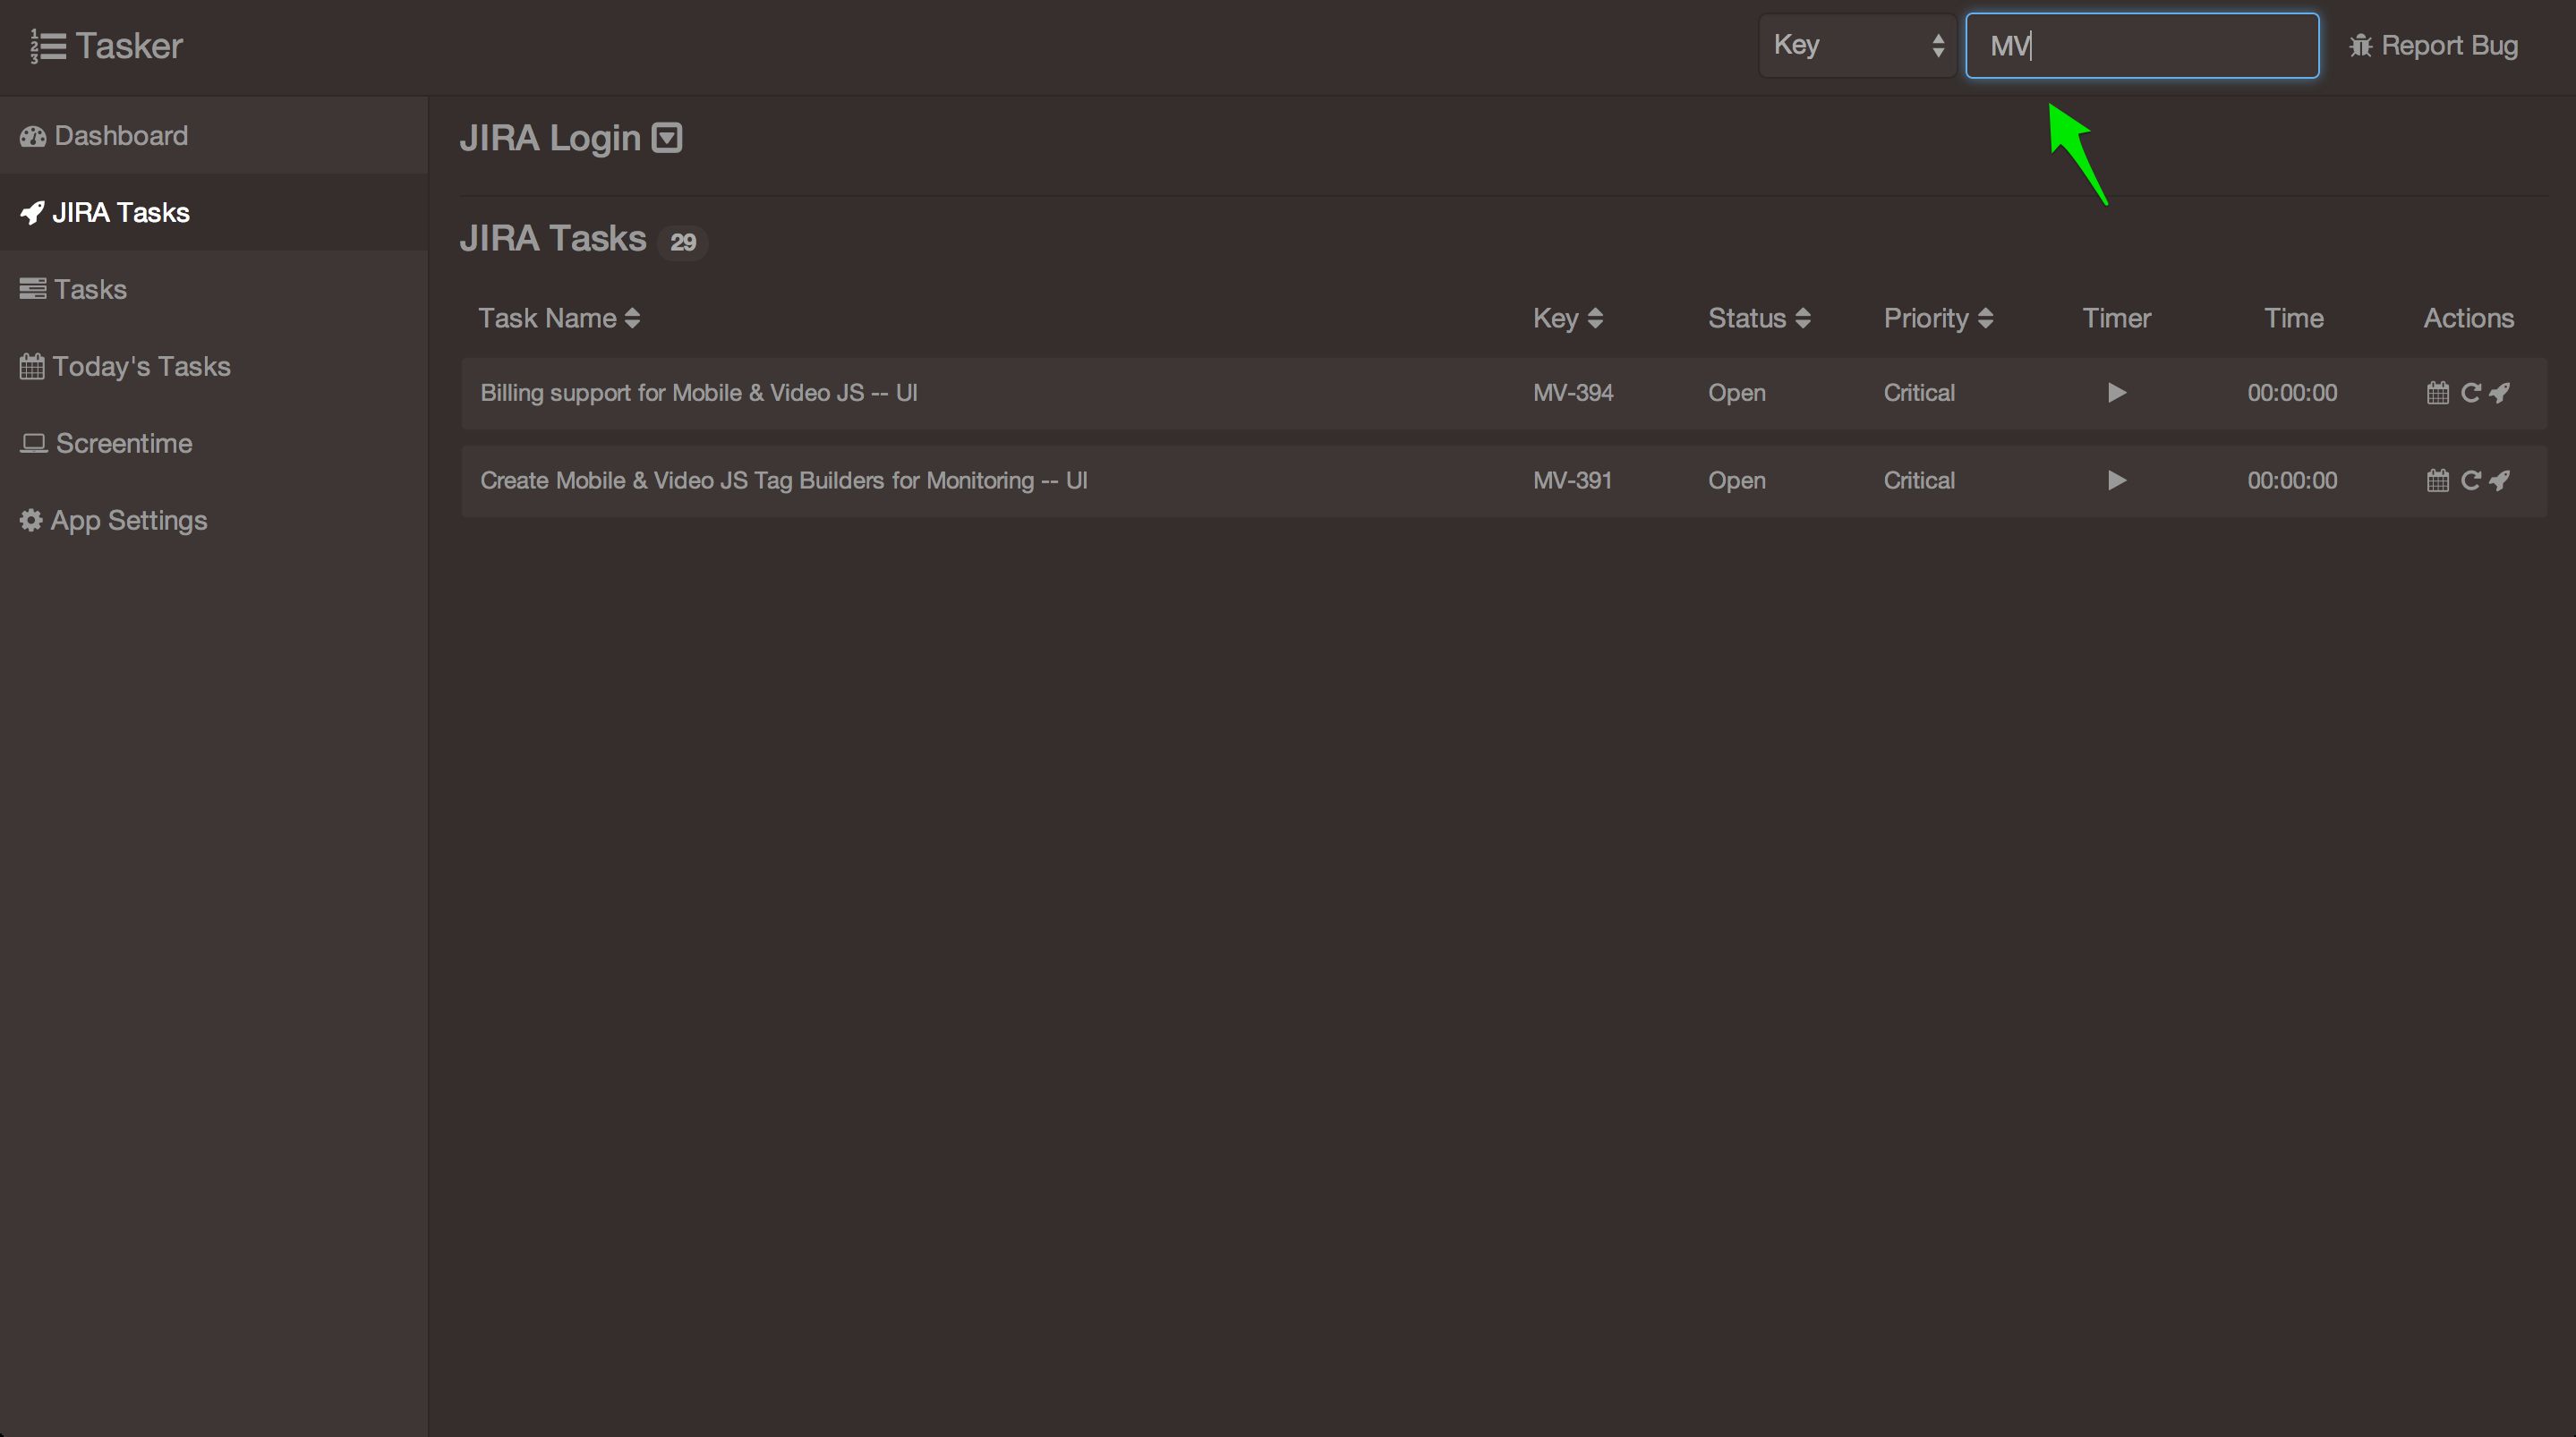 Tasker
Key
MV
Report Bug
Dashboard
JIRA Tasks
Tasks
Today's Tasks
Screentime
App Settings
JIRA Login
JIRA Tasks 29
Task Name Key Status Priority Timer Time Actions
Billing support for Mobile & Video JS -- UI MV-394 Open Critical 00:00:00
Create Mobile & Video JS Tag Builders for Monitoring -- UI MV-391 Open Critical 00:00:00